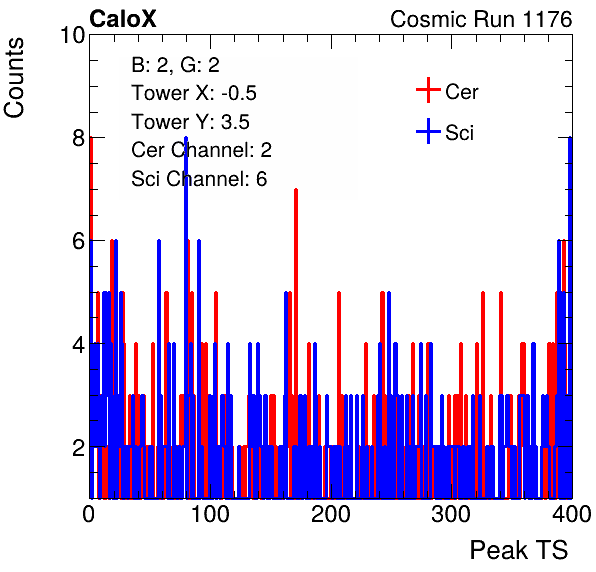 CaloX Cosmic Run 1176
Counts
10
8
6
4
2
B: 2, G: 2
Tower X: -0.5
Tower Y: 3.5
Cer Channel: 2
Sci Channel: 6
Cer
Sci
0 100 200 300 400
Peak TS